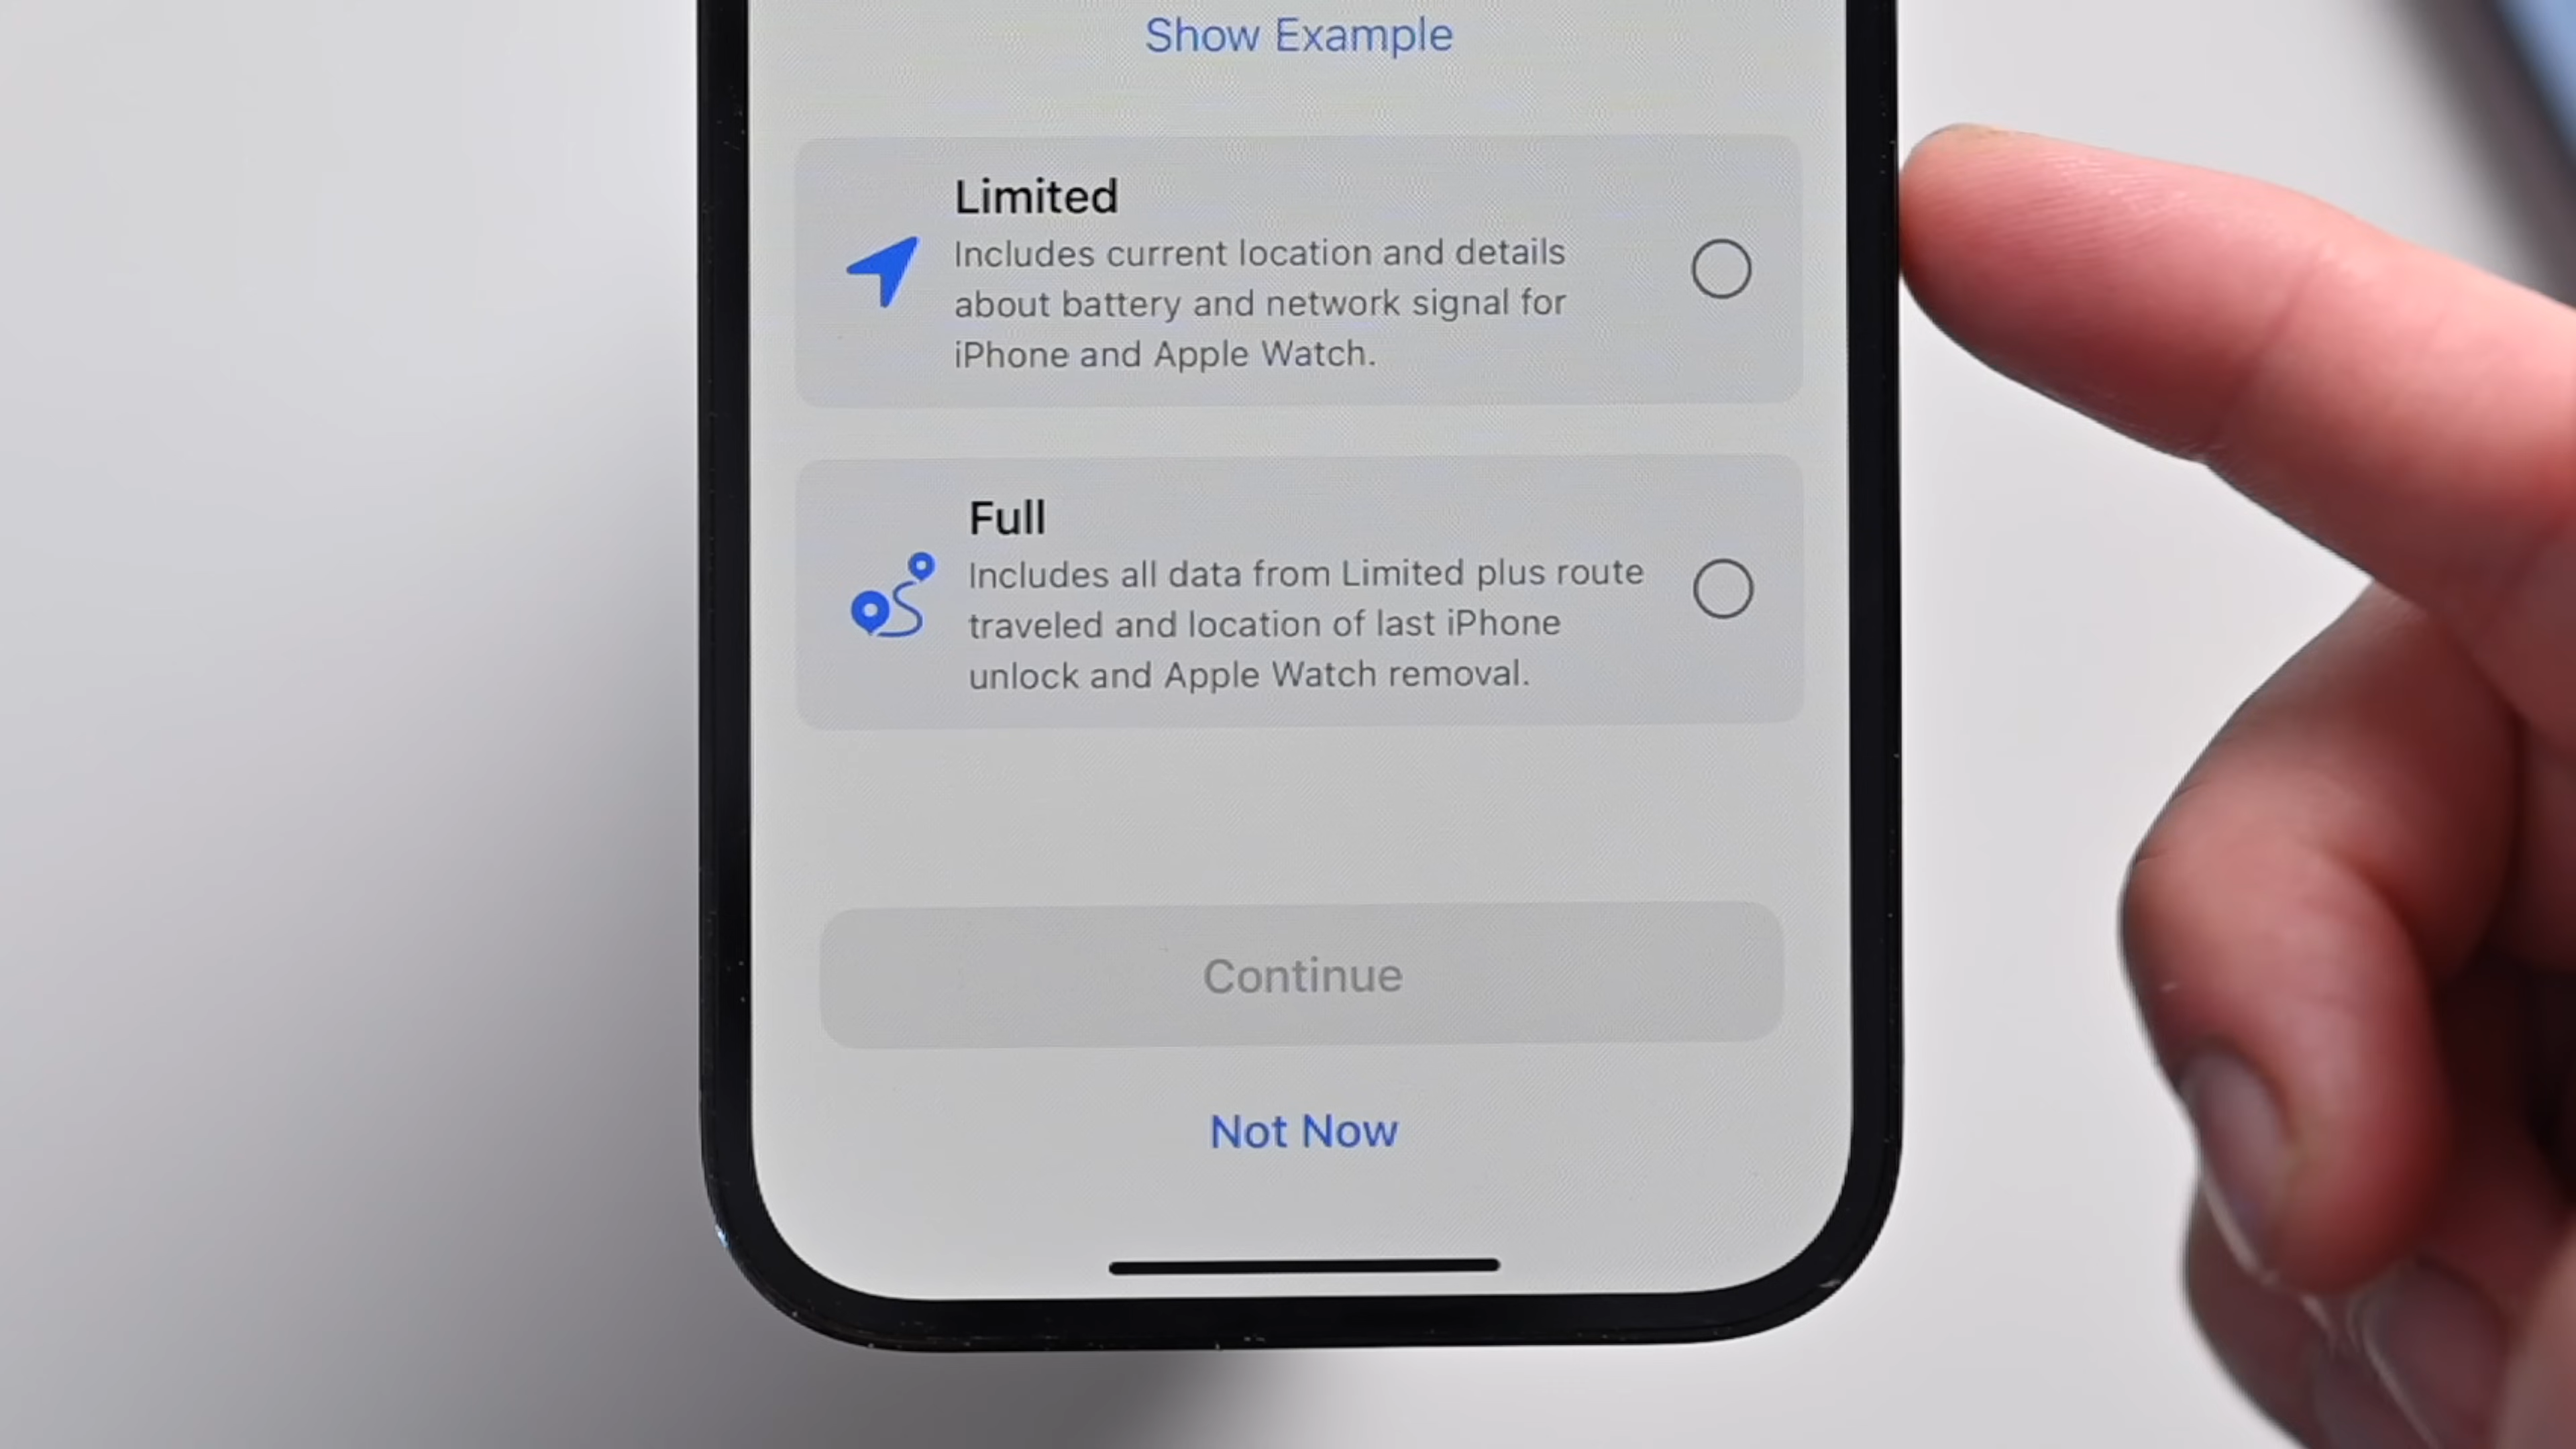 Show Example
Limited
Includes current location and details
about battery and network signal for
iPhone and Apple Watch.
Full
Includes all data from Limited plus route
traveled and location of last iPhone
unlock and Apple Watch removal.
Continue
Not Now